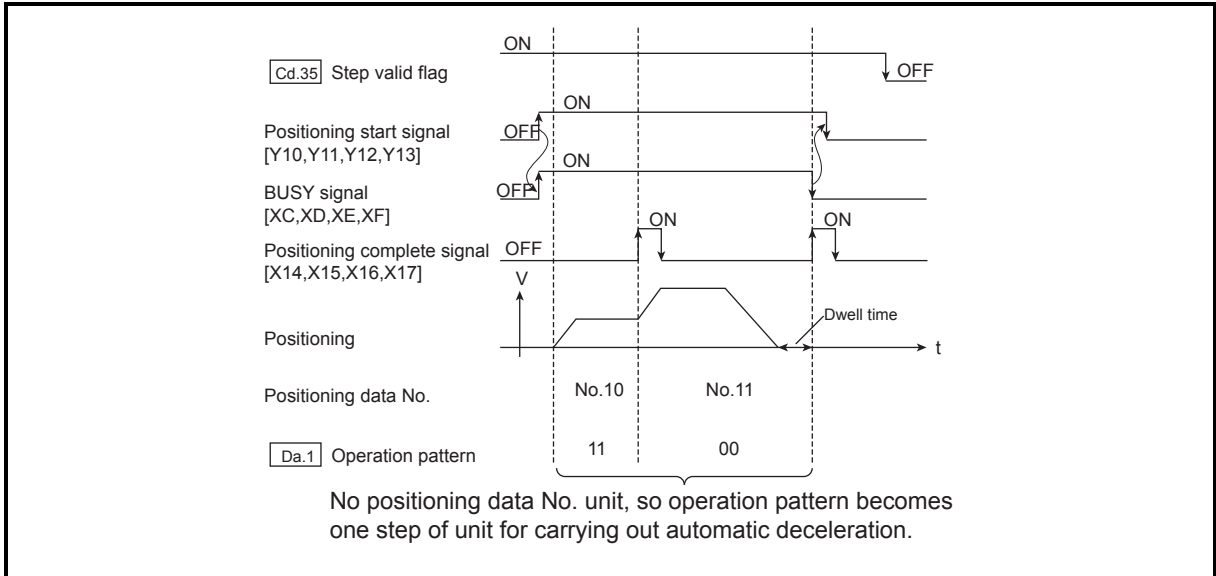 ON
Cd.35 Step valid flag
OFF
ON
Positioning start signal
OFF
[Y10,Y11,Y12,Y13]
ON
BUSY signal
OFF
[XC,XD,XE,XF]
ON
ON
Positioning complete signal
OFF
[X14,X15,X16,X17]
V
Dwell time
Positioning
t
Positioning data No.
No.10
No.11
Da.1 Operation pattern
11
00
No positioning data No. unit, so operation pattern becomes
one step of unit for carrying out automatic deceleration.